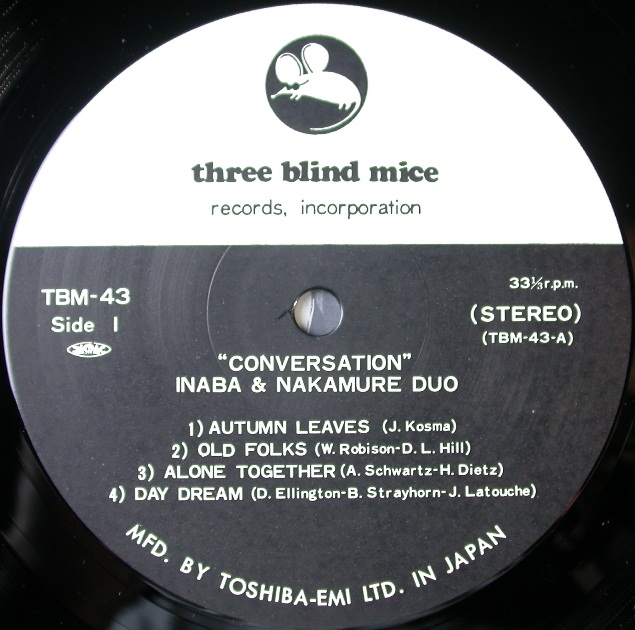 three blind mice
records, incorporation
TBM-43
33⅓r.p.m.
Side 1
(STEREO)
(TBM-43-A)
"CONVERSATION"
INABA & NAKAMURE DUO
1) AUTUMN LEAVES (J. Kosma)
2) OLD FOLKS (W. Robison-D. L. Hill)
3) ALONE TOGETHER (A. Schwartz-H. Dietz)
4) DAY DREAM (D. Ellington-B. Strayhorn-J. Latouche)
MFD. BY TOSHIBA-EMI LTD. IN JAPAN